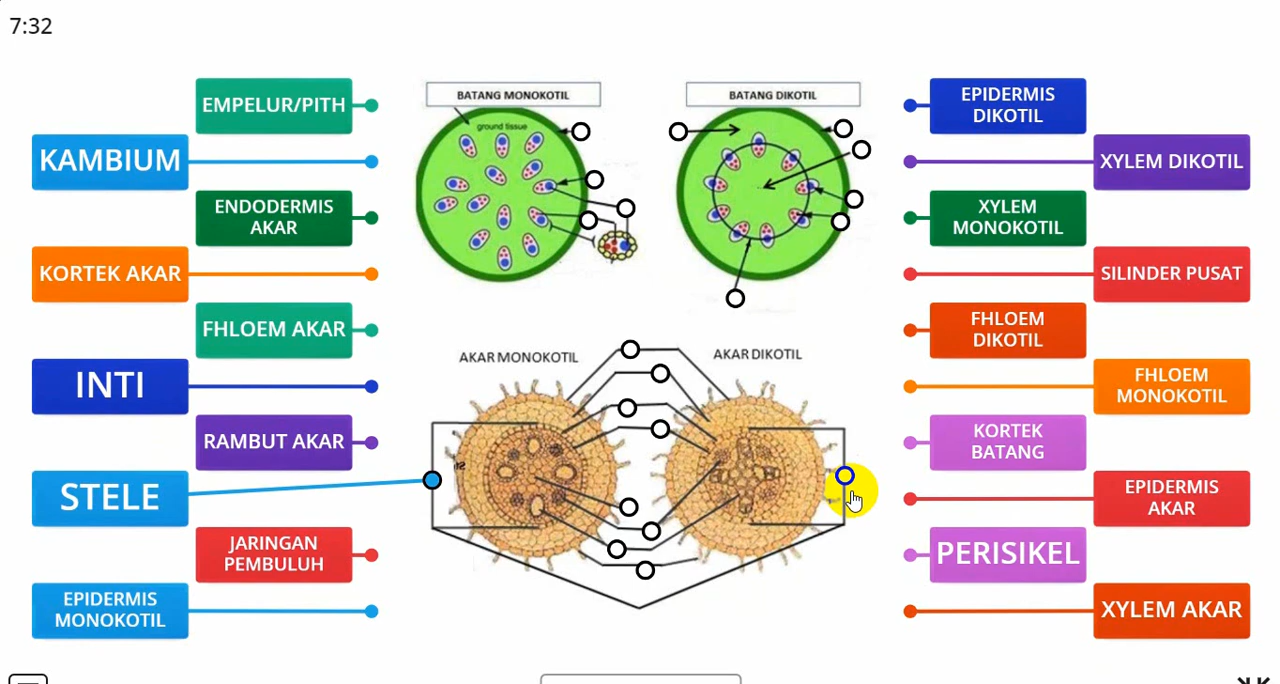 7:32
EMPELUR/PITH
KAMBIUM
ENDODERMIS
AKAR
KORTEK AKAR
FHLOEM AKAR
INTI
RAMBUT AKAR
STELE
JARINGAN
PEMBULUH
EPIDERMIS
MONOKOTIL
BATANG MONOKOTIL
ground tissue
BATANG DIKOTIL
AKAR MONOKOTIL
AKAR DIKOTIL
EPIDERMIS
DIKOTIL
XYLEM DIKOTIL
XYLEM
MONOKOTIL
SILINDER PUSAT
FHLOEM
DIKOTIL
FHLOEM
MONOKOTIL
KORTEK
BATANG
EPIDERMIS
AKAR
PERISIKEL
XYLEM AKAR